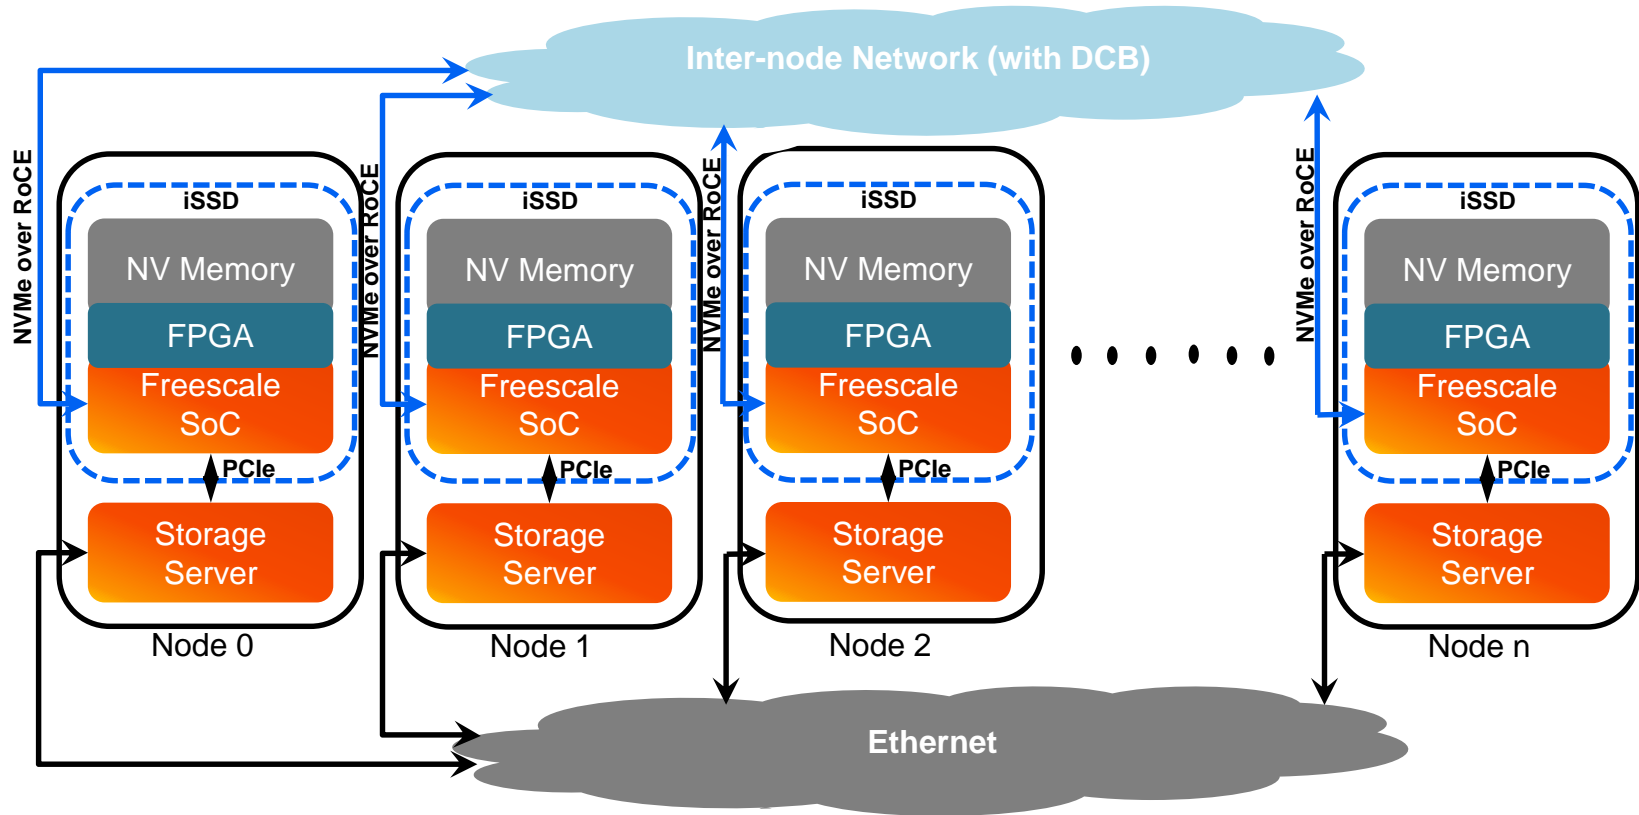 Inter-node Network (with DCB)
NVMe over RoCE
iSSD
NV Memory
FPGA
Freescale
SoC
PCIe
Storage
Server
Node 0
NVMe over RoCE
iSSD
NV Memory
FPGA
Freescale
SoC
PCIe
Storage
Server
Node 1
NVMe over RoCE
iSSD
NV Memory
FPGA
Freescale
SoC
PCIe
Storage
Server
Node 2
NVMe over RoCE
iSSD
NV Memory
FPGA
Freescale
SoC
PCIe
Storage
Server
Node n
Ethernet